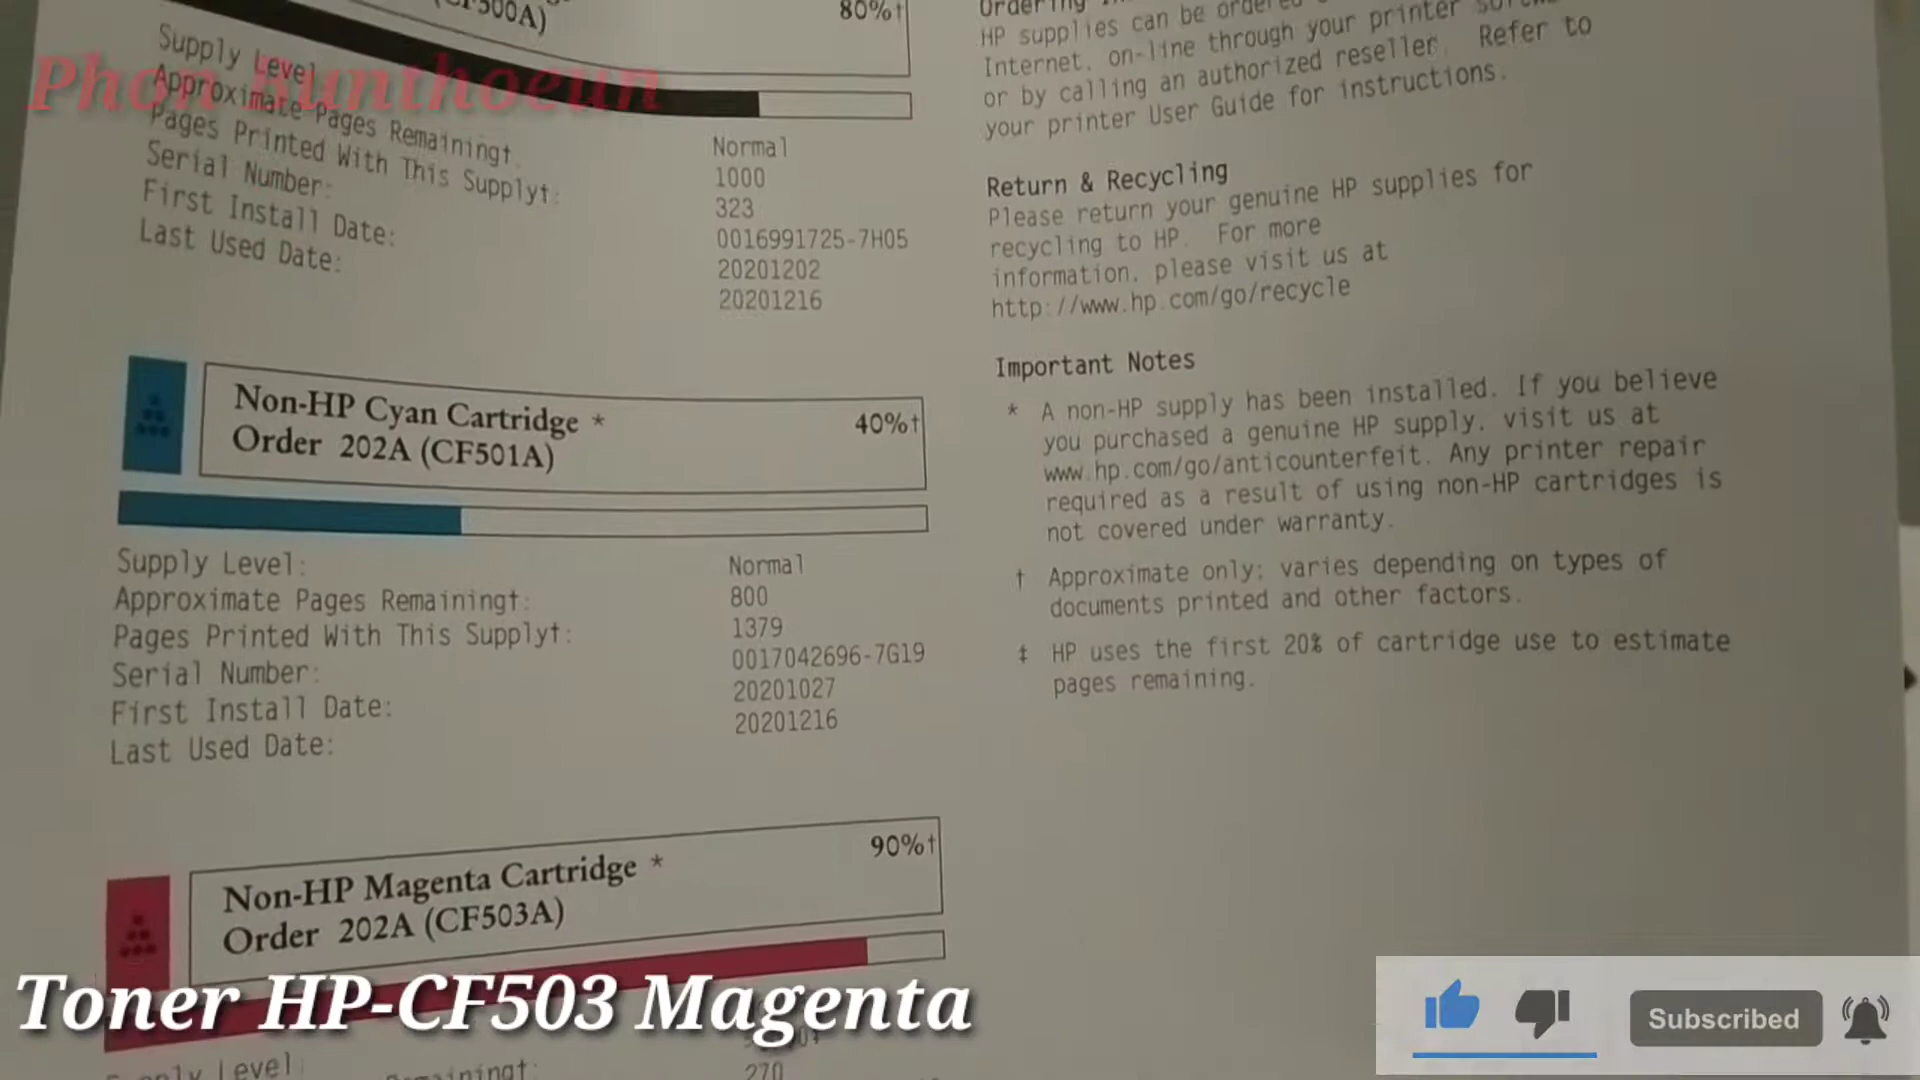 (CF500A)
80%†
Phon Bunthoeun
Supply Level
Approximate Pages Remaining†
Pages Printed With This Supply†:
Serial Number:
First Install Date:
Last Used Date:
Normal
1000
323
0016991725-7H05
20201202
20201216
Non-HP Cyan Cartridge *
Order 202A (CF501A)
40%†
Supply Level:
Approximate Pages Remaining†:
Pages Printed With This Supply†:
Serial Number:
First Install Date:
Last Used Date:
Normal
800
1379
0017042696-7G19
20201027
20201216
Non-HP Magenta Cartridge *
Order 202A (CF503A)
90%†
Supply Level
270
Ordering
HP supplies can be ordered
Internet, on-line through your printer
or by calling an authorized reseller. Refer to
your printer User Guide for instructions.
Return & Recycling
Please return your genuine HP supplies for
recycling to HP. For more
information, please visit us at
http://www.hp.com/go/recycle
Important Notes
* A non-HP supply has been installed. If you believe
you purchased a genuine HP supply, visit us at
www.hp.com/go/anticounterfeit. Any printer repair
required as a result of using non-HP cartridges is
not covered under warranty.
† Approximate only; varies depending on types of
documents printed and other factors.
‡ HP uses the first 20% of cartridge use to estimate
pages remaining.
Toner HP-CF503 Magenta
Subscribed